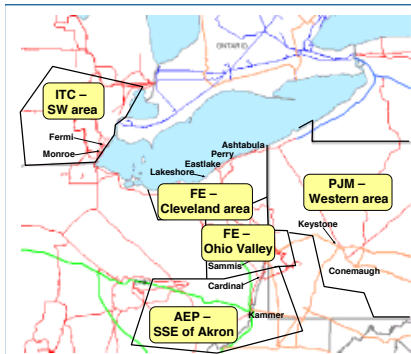 ONTARIO
ITC –
SW area
Fermi
Monroe
Ashtabula
Perry
Eastlake
Lakeshore
FE –
Cleveland area
PJM –
Western area
FE –
Ohio Valley
Keystone
Sammis
Conemaugh
Cardinal
AEP –
SSE of Akron
Kammer